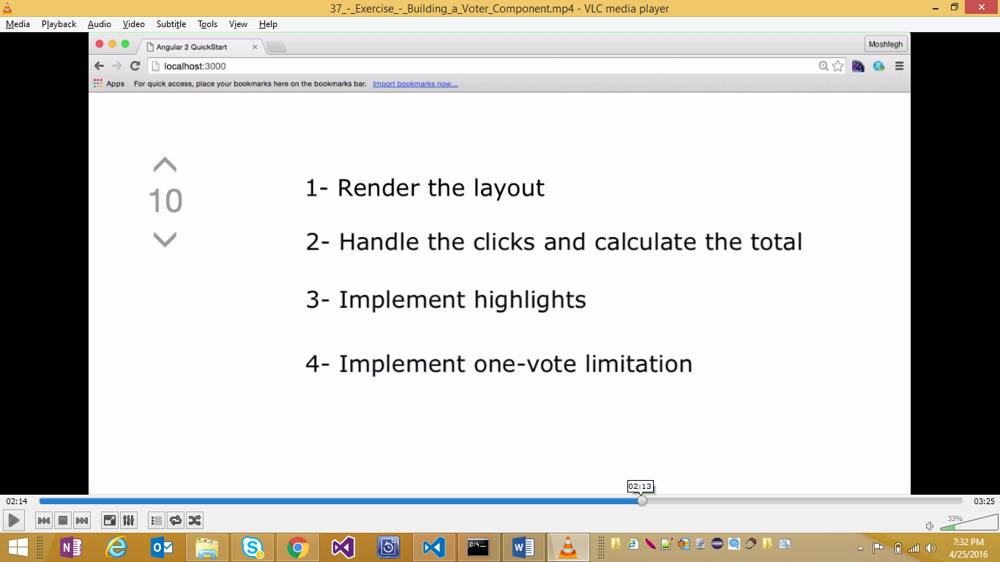 37_-_Exercise_-_Building_a_Voter_Component.mp4 - VLC media player
Media Playback Audio Video Subtitle Tools View Help
Angular 2 QuickStart
Moshfegh
localhost:3000
Apps For quick access, place your bookmarks here on the bookmarks bar. Import bookmarks now...
10
1- Render the layout
2- Handle the clicks and calculate the total
3- Implement highlights
4- Implement one-vote limitation
02:13
02:14
03:25
33%
7:32 PM
4/25/2016